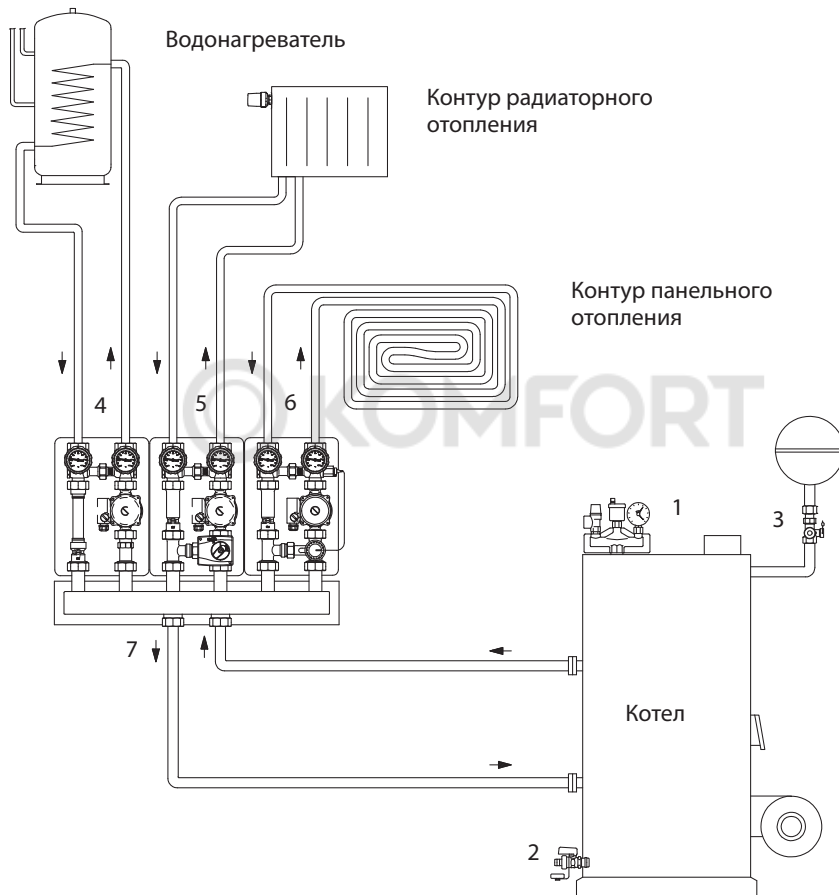 Водонагреватель
Контур радиаторного
отопления
Контур панельного
отопления
4
5
6
KOMFORT
1
3
7
Котел
2